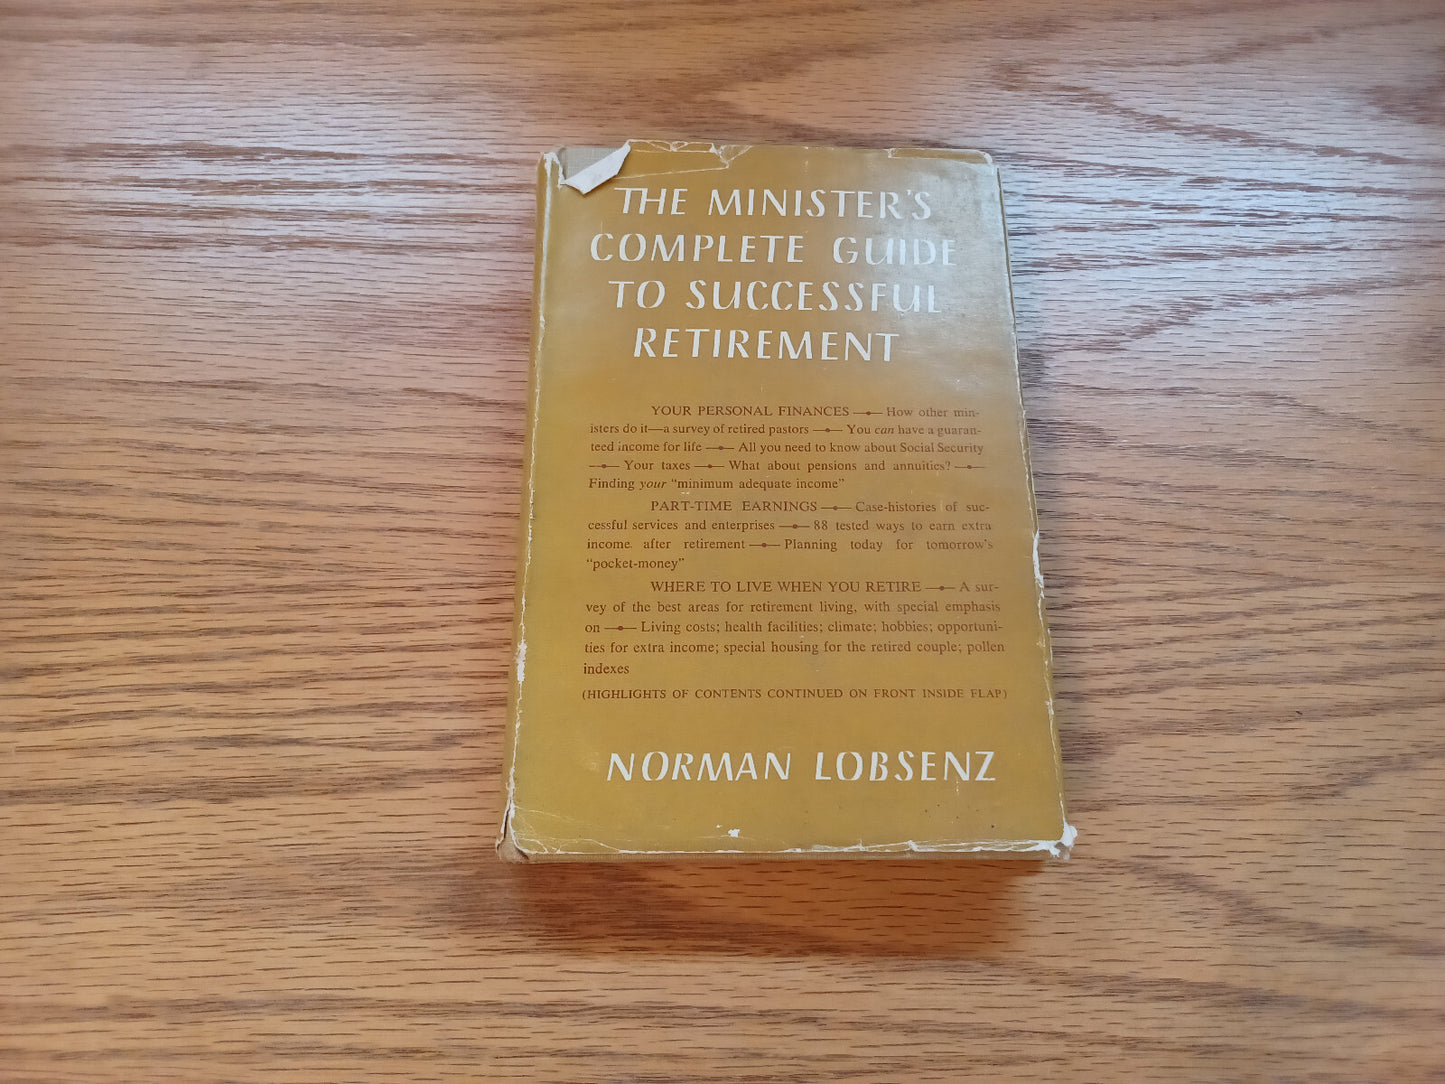 THE MINISTER'S
COMPLETE GUIDE
TO SUCCESSFUL
RETIREMENT
YOUR PERSONAL FINANCES — How other min-
isters do it—a survey of retired pastors — You can have a guaran-
teed income for life — All you need to know about Social Security
— Your taxes — What about pensions and annuities? —
Finding your "minimum adequate income"
PART-TIME EARNINGS — Case-histories of suc-
cessful services and enterprises — 88 tested ways to earn extra
income after retirement — Planning today for tomorrow's
"pocket-money"
WHERE TO LIVE WHEN YOU RETIRE — A sur-
vey of the best areas for retirement living, with special emphasis
on — Living costs; health facilities; climate; hobbies; opportuni-
ties for extra income; special housing for the retired couple; pollen
indexes
(HIGHLIGHTS OF CONTENTS CONTINUED ON FRONT INSIDE FLAP)
NORMAN LOBSENZ